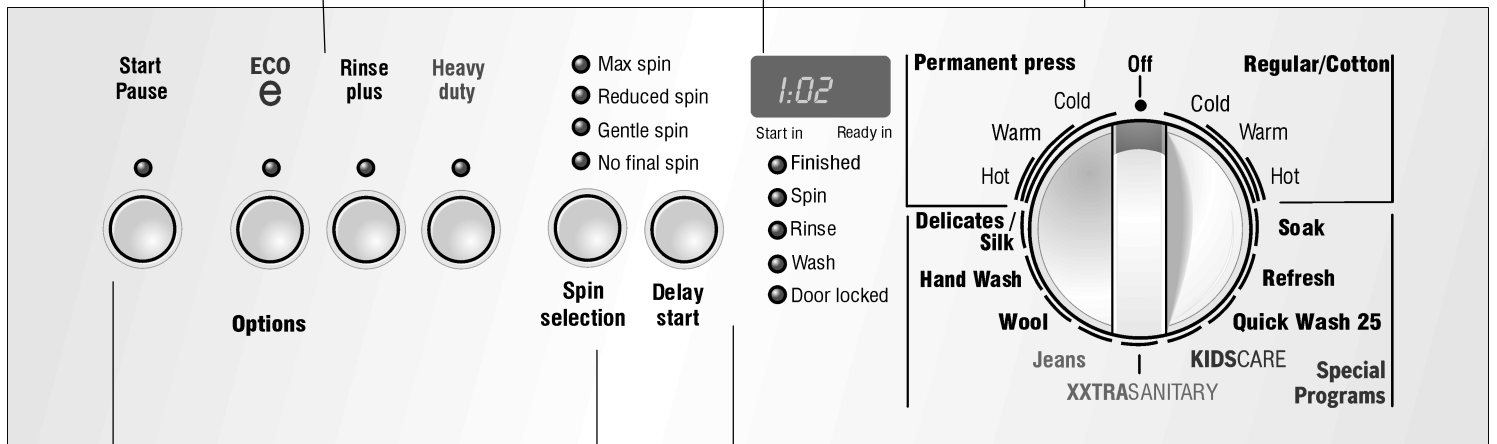 Start
Pause
ECO
e
Rinse
plus
Heavy
duty
Options
Max spin
Reduced spin
Gentle spin
No final spin
Spin
selection
Delay
start
1:02
Start in Ready in
Finished
Spin
Rinse
Wash
Door locked
Permanent press
Off
Regular/Cotton
Cold
Warm
Hot
Cold
Warm
Hot
Delicates /
Silk
Hand Wash
Wool
Jeans
XXTRASANITARY
Soak
Refresh
Quick Wash 25
KIDSCARE
Special
Programs